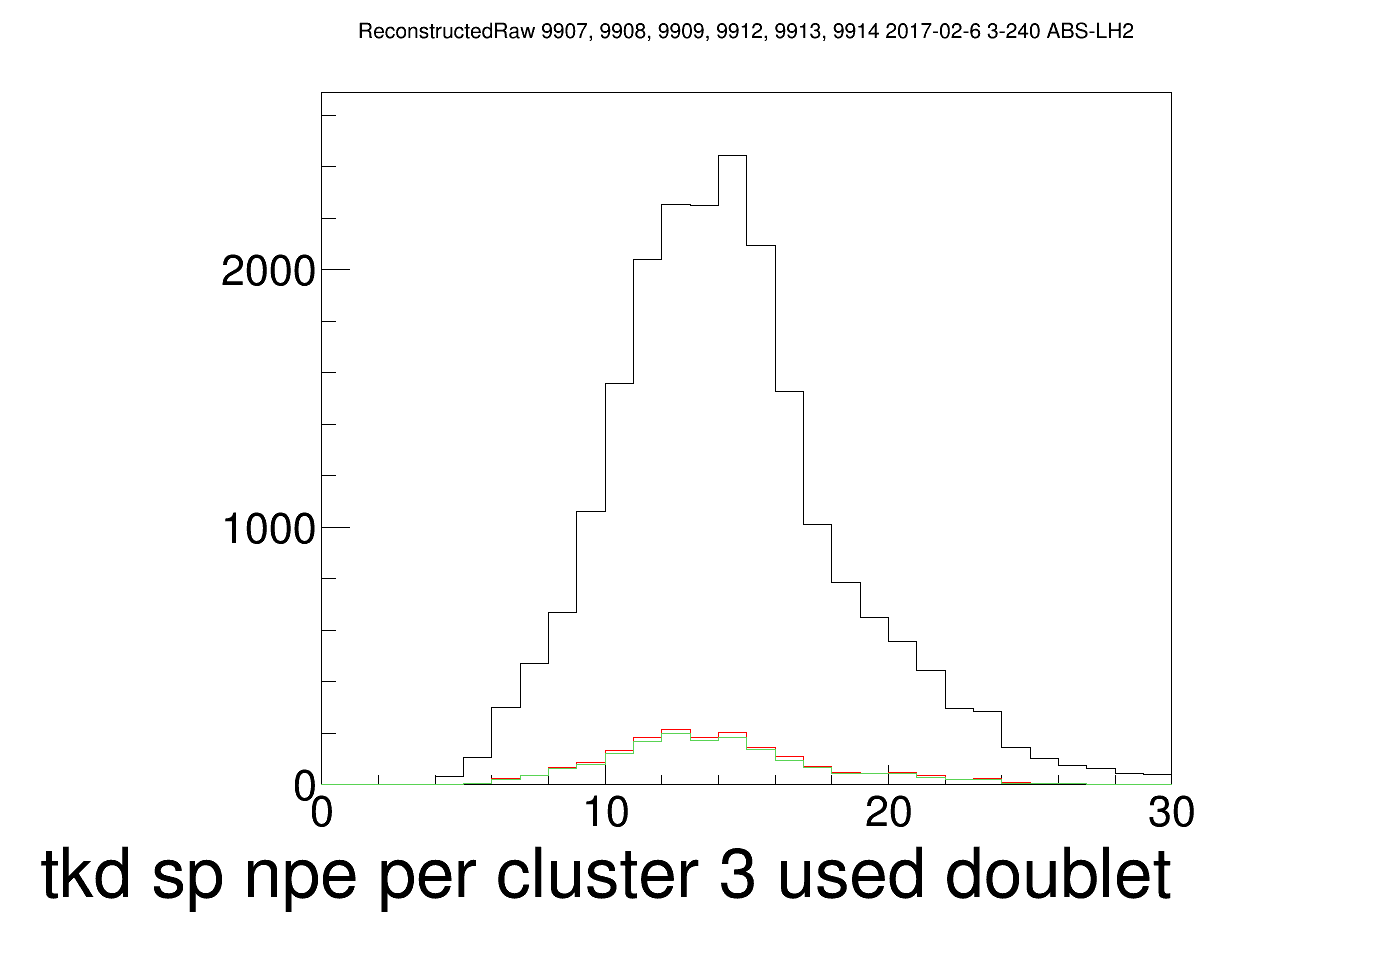 ReconstructedRaw 9907, 9908, 9909, 9912, 9913, 9914 2017-02-6 3-240 ABS-LH2
2000
1000
0
0 10 20 30
tkd sp npe per cluster 3 used doublet